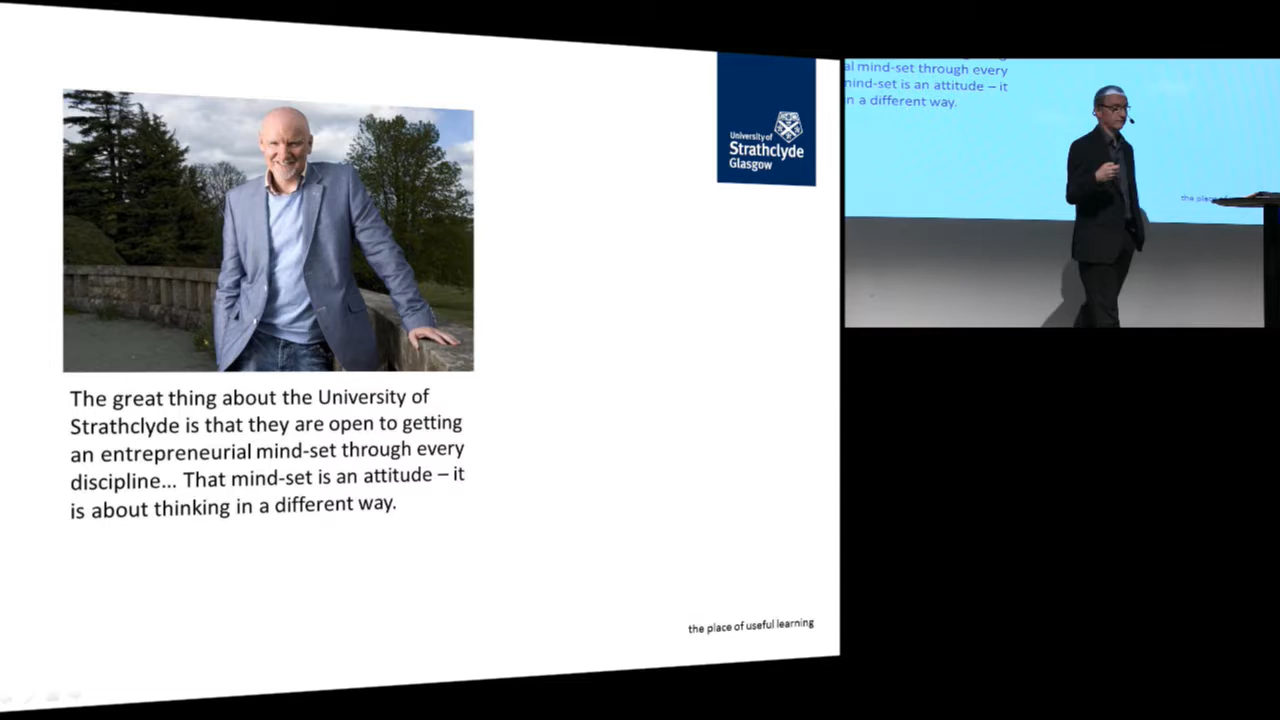 University of
Strathclyde
Glasgow
The great thing about the University of
Strathclyde is that they are open to getting
an entrepreneurial mind-set through every
discipline... That mind-set is an attitude – it
is about thinking in a different way.
the place of useful learning
al mind-set through every
mind-set is an attitude – it
n a different way.
the place